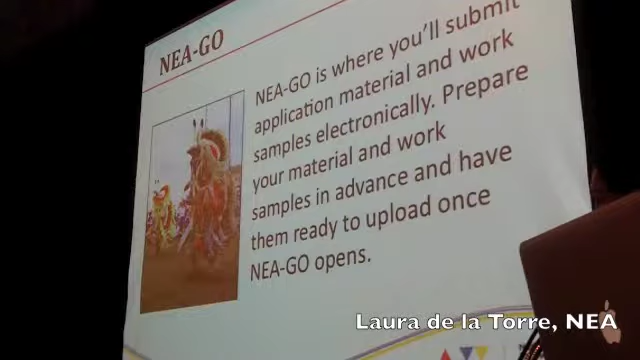 NEA-GO
NEA-GO is where you'll submit
application material and work
samples electronically. Prepare
your material and work
samples in advance and have
them ready to upload once
NEA-GO opens.
Laura de la Torre, NEA